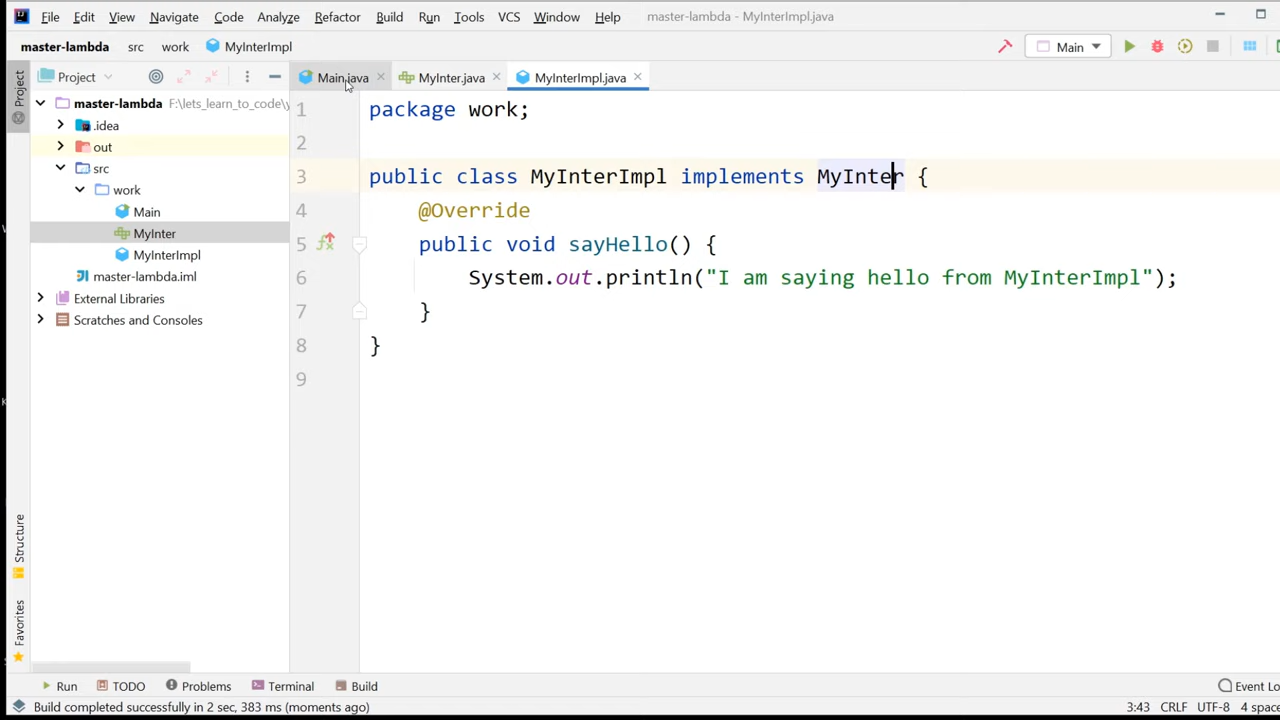 File Edit View Navigate Code Analyze Refactor Build Run Tools VCS Window Help master-lambda - MyInterImpl.java
master-lambda src work MyInterImpl Main
Project Main.java MyInter.java MyInterImpl.java
master-lambda F:\lets_learn_to_code\y
.idea
out
src
work
Main
MyInter
MyInterImpl
master-lambda.iml
External Libraries
Scratches and Consoles
Project
Structure
Favorites
1 package work;
2
3 public class MyInterImpl implements MyInter {
4 @Override
5 public void sayHello() {
6 System.out.println("I am saying hello from MyInterImpl");
7 }
8 }
9
Run TODO Problems Terminal Build Event Lo
Build completed successfully in 2 sec, 383 ms (moments ago) 3:43 CRLF UTF-8 4 space